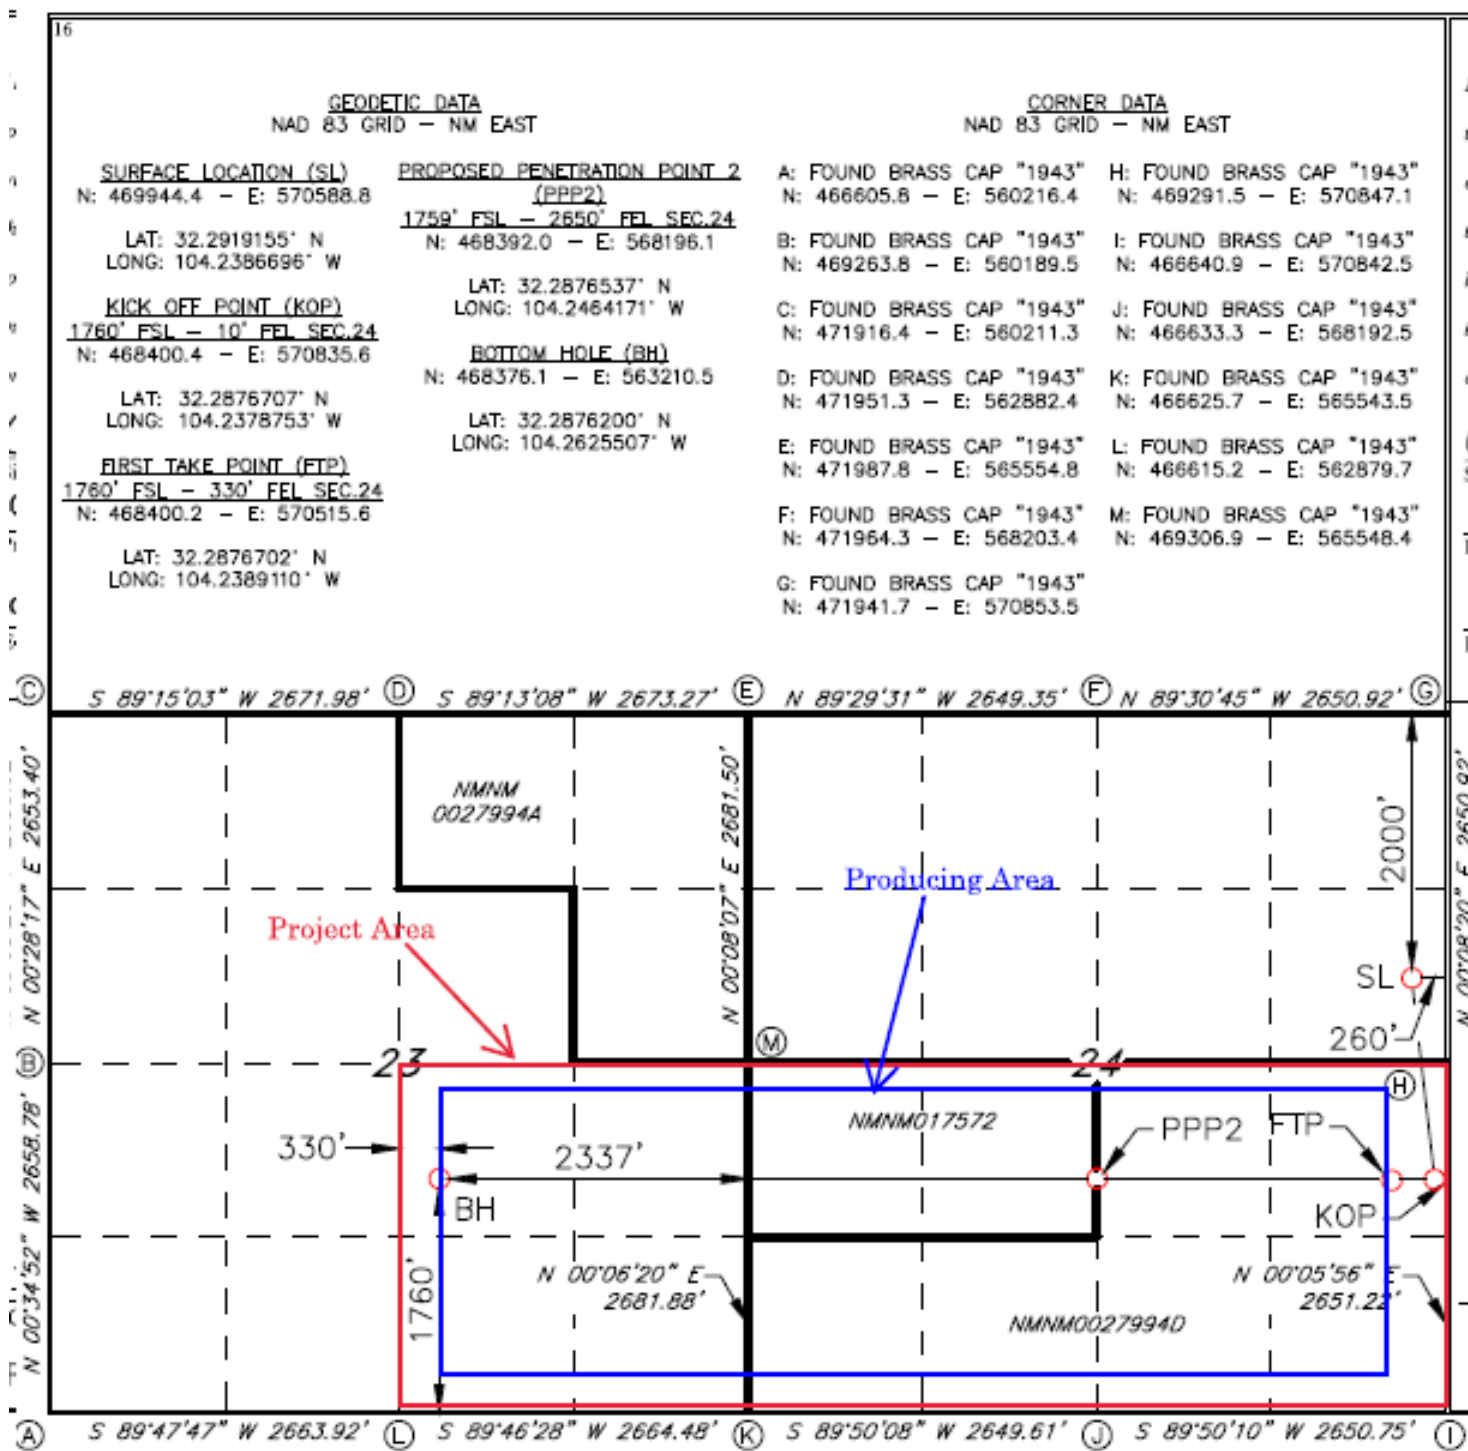 16
GEODETIC DATA
NAD 83 GRID – NM EAST
SURFACE LOCATION (SL)
N: 469944.4 – E: 570588.8
LAT: 32.2919155° N
LONG: 104.2386696° W
KICK OFF POINT (KOP)
1760' FSL – 10' FEL SEC.24
N: 468400.4 – E: 570835.6
LAT: 32.2876707° N
LONG: 104.2378753° W
FIRST TAKE POINT (FTP)
1760' FSL – 330' FEL SEC.24
N: 468400.2 – E: 570515.6
LAT: 32.2876702° N
LONG: 104.2389110° W
PROPOSED PENETRATION POINT 2
(PPP2)
1759' FSL – 2650' FEL SEC.24
N: 468392.0 – E: 568196.1
LAT: 32.2876537° N
LONG: 104.2464171° W
BOTTOM HOLE (BH)
N: 468376.1 – E: 563210.5
LAT: 32.2876200° N
LONG: 104.2625507° W
CORNER DATA
NAD 83 GRID – NM EAST
A: FOUND BRASS CAP "1943"
N: 466605.8 – E: 560216.4
B: FOUND BRASS CAP "1943"
N: 469263.8 – E: 560189.5
C: FOUND BRASS CAP "1943"
N: 471916.4 – E: 560211.3
D: FOUND BRASS CAP "1943"
N: 471951.3 – E: 562882.4
E: FOUND BRASS CAP "1943"
N: 471987.8 – E: 565554.8
F: FOUND BRASS CAP "1943"
N: 471964.3 – E: 568203.4
G: FOUND BRASS CAP "1943"
N: 471941.7 – E: 570853.5
H: FOUND BRASS CAP "1943"
N: 469291.5 – E: 570847.1
I: FOUND BRASS CAP "1943"
N: 466640.9 – E: 570842.5
J: FOUND BRASS CAP "1943"
N: 466633.3 – E: 568192.5
K: FOUND BRASS CAP "1943"
N: 466625.7 – E: 565543.5
L: FOUND BRASS CAP "1943"
N: 466615.2 – E: 562879.7
M: FOUND BRASS CAP "1943"
N: 469306.9 – E: 565548.4
C S 89°15'03" W 2671.98' D S 89°13'08" W 2673.27' E N 89°29'31" W 2649.35' F N 89°30'45" W 2650.92' G
N 00°28'17" E 2653.40'
NMNM
0027994A
N 00°08'07" E 2681.50'
2000'
N 00°08'20" E 2650.92'
Producing Area
Project Area
SL
260'
B
23
M
24
H
NMNM017572
PPP2
FTP
330'
2337'
BH
KOP
N 00°34'52" W 2658.78'
1760'
N 00°06'20" E
2681.88'
N 00°05'56" E
2651.22'
NMNM0027994D
A S 89°47'47" W 2663.92' L S 89°46'28" W 2664.48' K S 89°50'08" W 2649.61' J S 89°50'10" W 2650.75' I